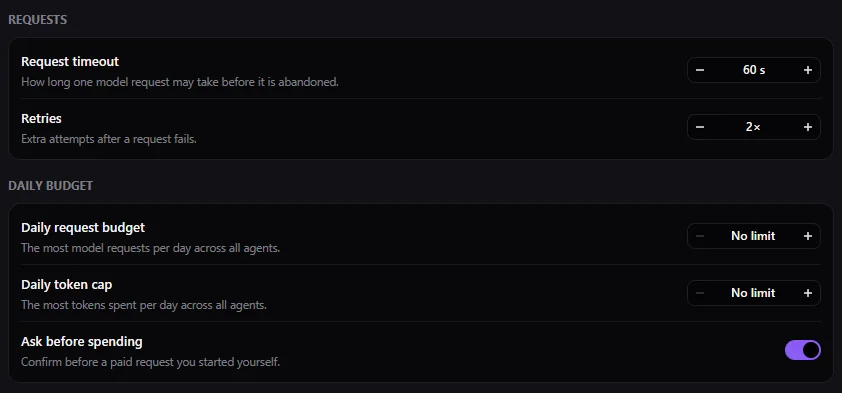 REQUESTS
Request timeout
How long one model request may take before it is abandoned.
− 60 s +
Retries
Extra attempts after a request fails.
− 2× +
DAILY BUDGET
Daily request budget
The most model requests per day across all agents.
− No limit +
Daily token cap
The most tokens spent per day across all agents.
− No limit +
Ask before spending
Confirm before a paid request you started yourself.